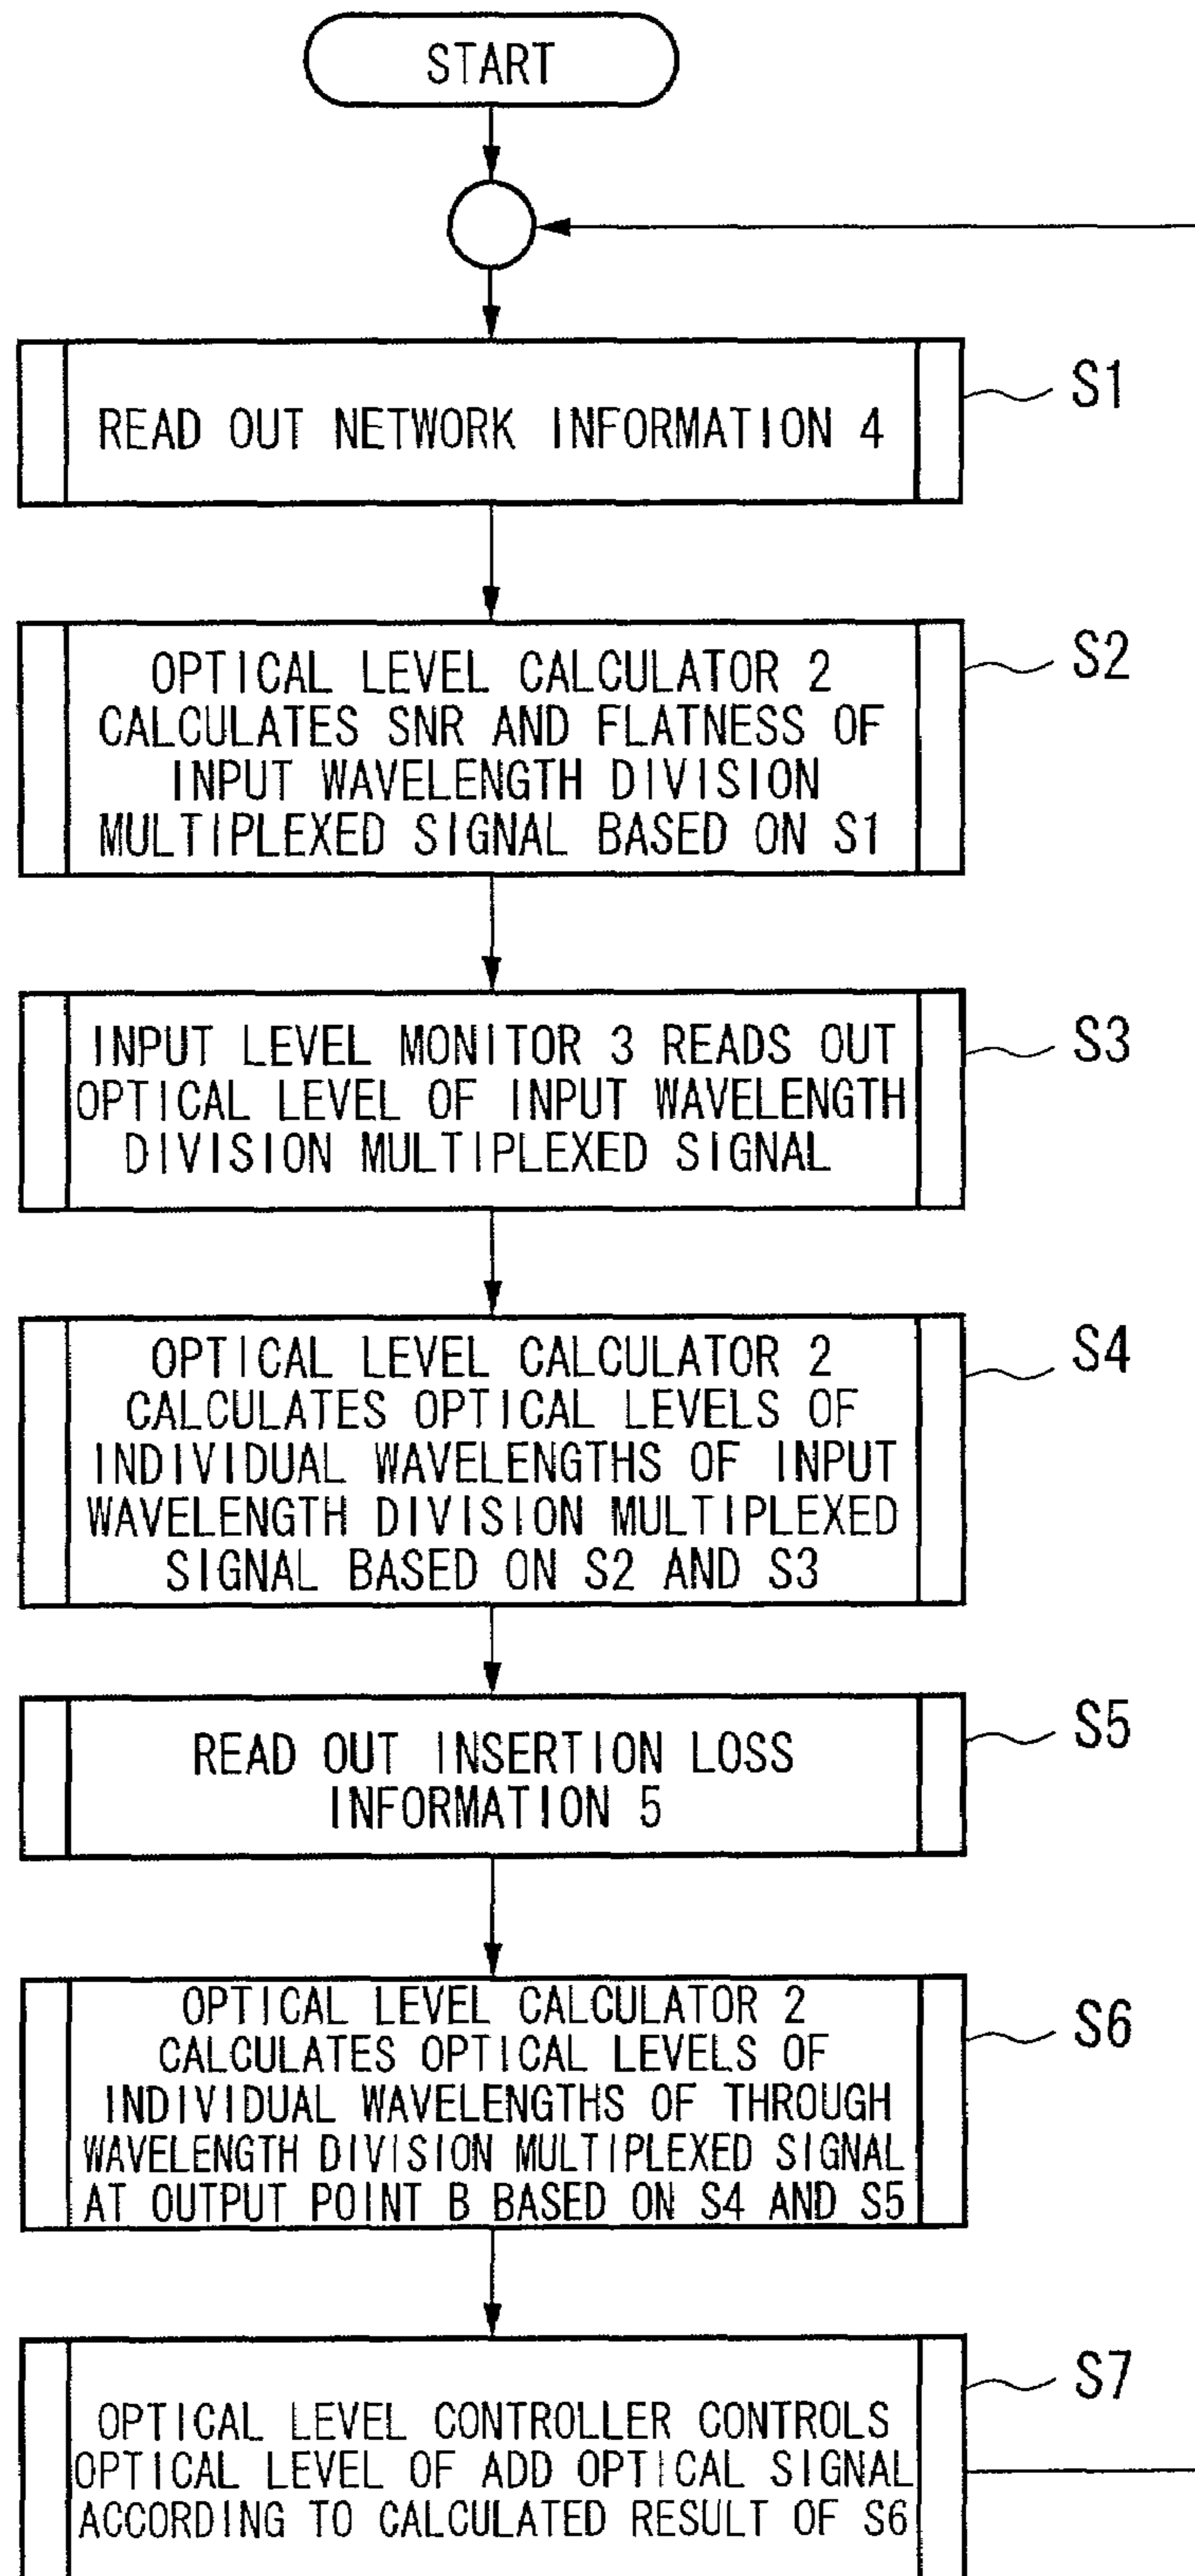 START
READ OUT NETWORK INFORMATION 4
S1
OPTICAL LEVEL CALCULATOR 2
CALCULATES SNR AND FLATNESS OF
INPUT WAVELENGTH DIVISION
MULTIPLEXED SIGNAL BASED ON S1
S2
INPUT LEVEL MONITOR 3 READS OUT
OPTICAL LEVEL OF INPUT WAVELENGTH
DIVISION MULTIPLEXED SIGNAL
S3
OPTICAL LEVEL CALCULATOR 2
CALCULATES OPTICAL LEVELS OF
INDIVIDUAL WAVELENGTHS OF INPUT
WAVELENGTH DIVISION MULTIPLEXED
SIGNAL BASED ON S2 AND S3
S4
READ OUT INSERTION LOSS
INFORMATION 5
S5
OPTICAL LEVEL CALCULATOR 2
CALCULATES OPTICAL LEVELS OF
INDIVIDUAL WAVELENGTHS OF THROUGH
WAVELENGTH DIVISION MULTIPLEXED SIGNAL
AT OUTPUT POINT B BASED ON S4 AND S5
S6
OPTICAL LEVEL CONTROLLER CONTROLS
OPTICAL LEVEL OF ADD OPTICAL SIGNAL
ACCORDING TO CALCULATED RESULT OF S6
S7